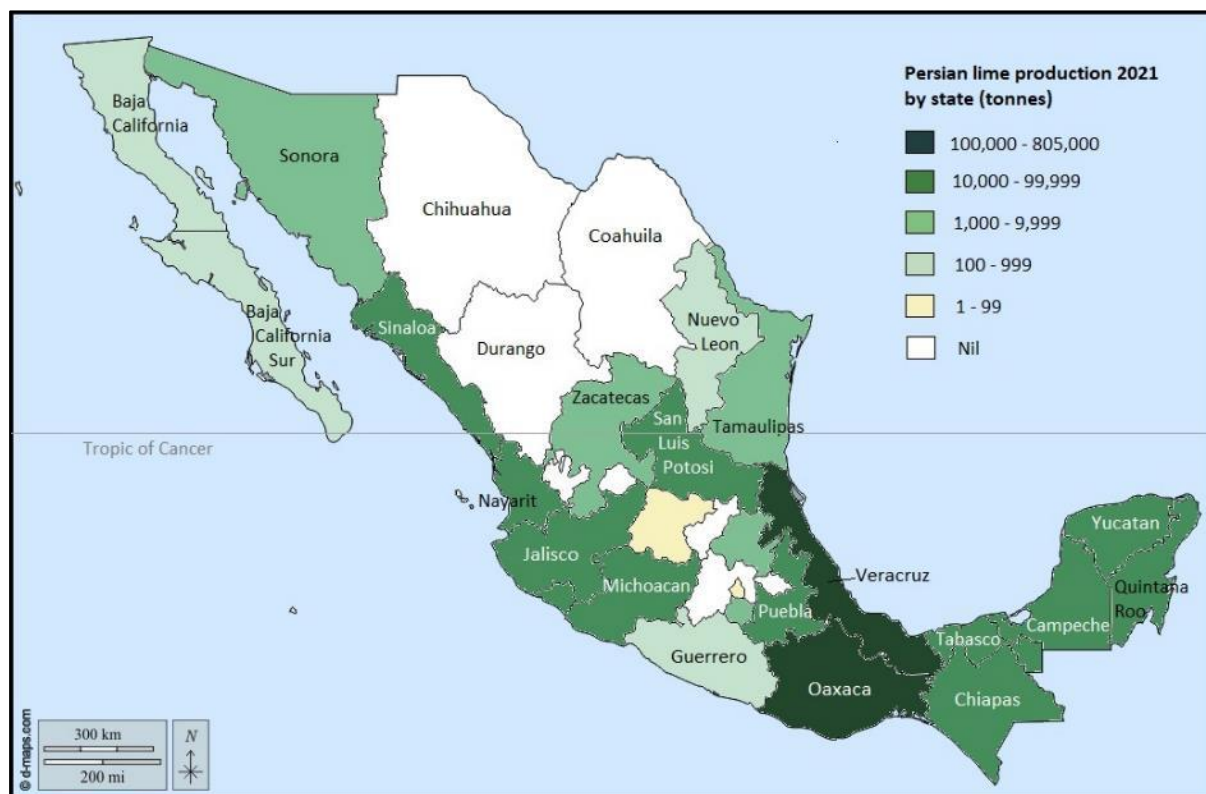 Persian lime production 2021
by state (tonnes)
100,000 - 805,000
10,000 - 99,999
1,000 - 9,999
100 - 999
1 - 99
Nil
Baja
California
Sonora
Chihuahua
Coahuila
Baja
California
Sur
Sinaloa
Durango
Nuevo
Leon
Zacatecas
San
Luis
Potosi
Tamaulipas
Tropic of Cancer
Nayarit
Jalisco
Michoacan
Veracruz
Puebla
Guerrero
Oaxaca
Yucatan
Quintana
Roo
Campeche
Tabasco
Chiapas
© d-maps.com
300 km
200 mi
N